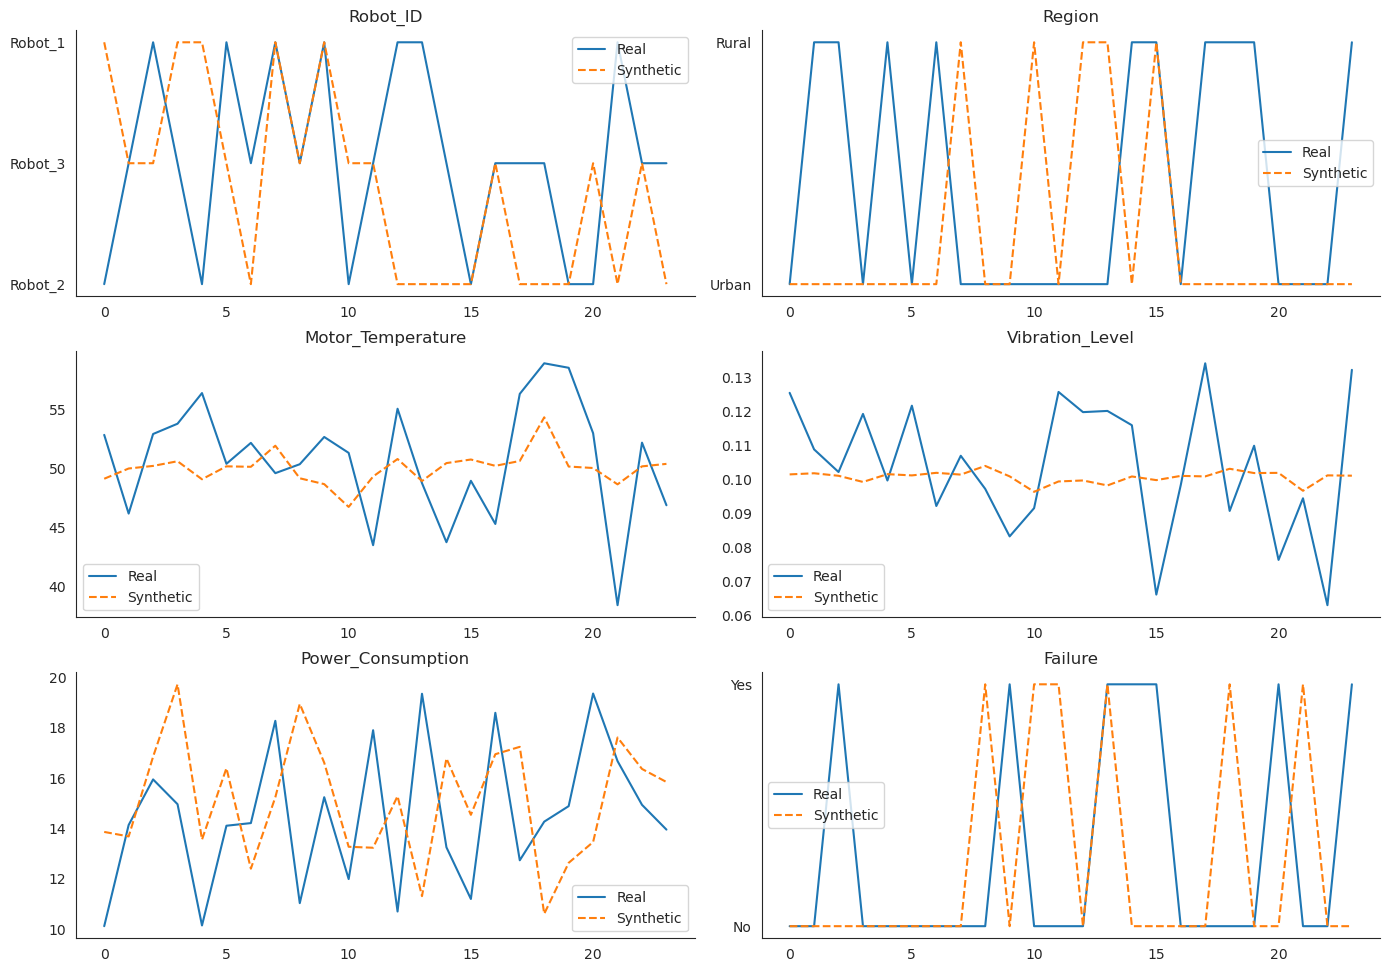 Robot_ID
Robot_1
Robot_3
Robot_2
Real
Synthetic
0 5 10 15 20
Region
Rural
Urban
Real
Synthetic
0 5 10 15 20
Motor_Temperature
55
50
45
40
Real
Synthetic
0 5 10 15 20
Vibration_Level
0.13
0.12
0.11
0.10
0.09
0.08
0.07
0.06
Real
Synthetic
0 5 10 15 20
Power_Consumption
20
18
16
14
12
10
Real
Synthetic
0 5 10 15 20
Failure
Yes
No
Real
Synthetic
0 5 10 15 20